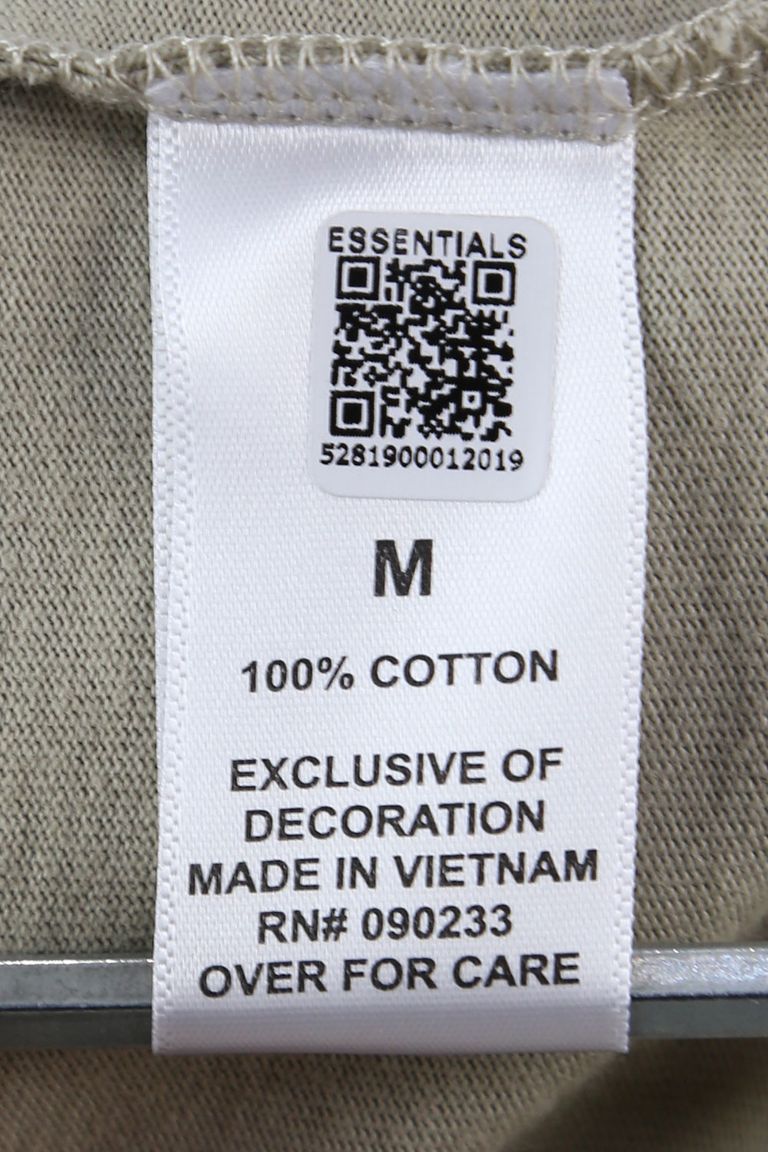 ESSENTIALS
5281900012019
M
100% COTTON
EXCLUSIVE OF
DECORATION
MADE IN VIETNAM
RN# 090233
OVER FOR CARE